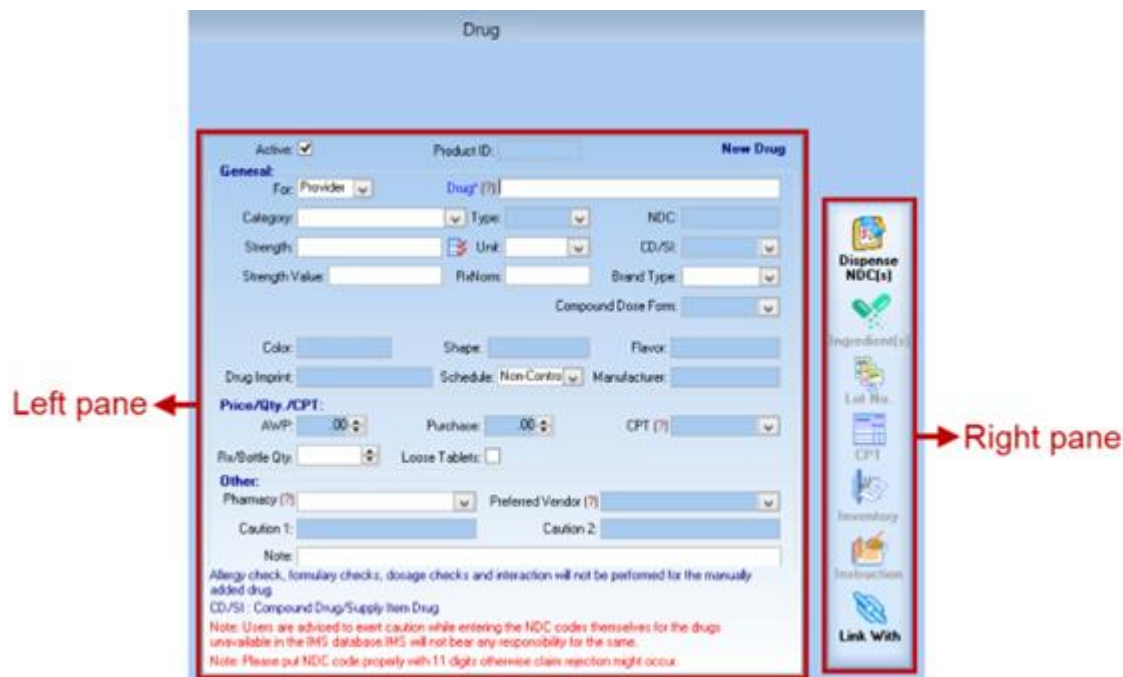 Drug
Active: Product ID: New Drug
General:
For: Provider Drug* (?)
Category: Type: NDC:
Strength: Unit: CD/SI:
Strength Value: RxNorm: Brand Type:
Compound Dose Form:
Color: Shape: Flavor:
Drug Imprint: Schedule: Non-Contro Manufacturer:
Price/Qty./CPT:
AWP: .00 Purchase: .00 CPT (?)
Rx/Bottle Qty: Loose Tablets:
Other:
Pharmacy (?) Preferred Vendor (?)
Caution 1: Caution 2:
Note:
Allergy check, formulary checks, dosage checks and interaction will not be performed for the manually
added drug.
CD/SI : Compound Drug/Supply Item Drug
Note: Users are adviced to exert caution while entering the NDC codes themselves for the drugs
unavailable in the IMS database.IMS will not bear any responsibility for the same.
Note: Please put NDC code properly with 11 digits otherwise claim rejection might occur.
Dispense
NDC(s)
Ingredient(s)
Lot No.
CPT
Inventory
Instruction
Link With
Left pane
Right pane